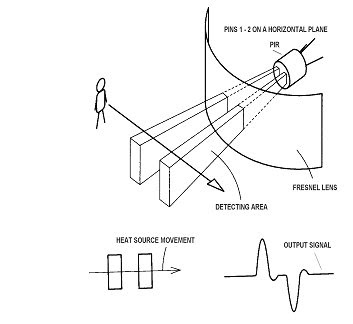 PINS 1 - 2 ON A HORIZONTAL PLANE
PIR
FRESNEL LENS
DETECTING AREA
HEAT SOURCE MOVEMENT
OUTPUT SIGNAL